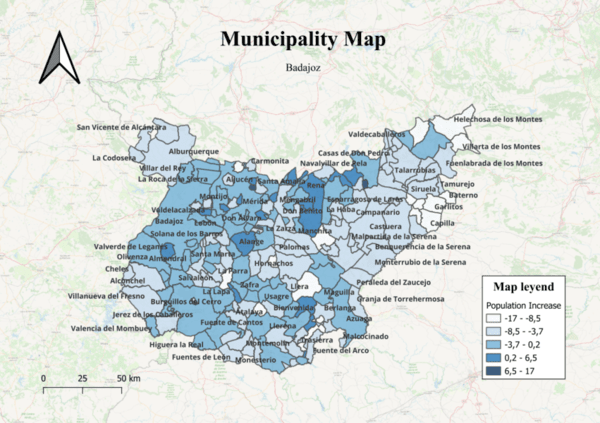 Municipality Map
Badajoz
Helechosa de los Montes
San Vicente de Alcántara
Valdecaballeros
Villarta de los Montes
La Codosera
Alburquerque
Casas de Don Pedro
Carmonita
Navalvillar de Pela
Fuenlabrada de los Montes
Villar del Rey
Talarrubias
La Roca de la Sierra
Aljucén
Santa Amalia
Rena
Siruela
Tamurejo
Baterno
Montijo
Mérida
Esparragosa de Lares
Garlitos
Valdelacalzada
Don Benito
La Haba
Campanario
Badajoz
Lobón
Don Álvaro
Castuera
Capilla
La Zarza
Manchita
Solana de los Barros
Malpartida de la Serena
Valverde de Leganés
Alange
Palomas
Benquerencia de la Serena
Olivenza
Almendral
Santa Marta
Monterrubio de la Serena
Cheles
Hornachos
La Parra
Alconchel
Salvaleón
Zafra
Llera
Peraleda del Zaucejo
Villanueva del Fresno
La Lapa
Maguilla
Burguillos del Cerro
Usagre
Granja de Torrehermosa
Jerez de los Caballeros
Atalaya
Bienvenida
Berlanga
Valencia del Mombuey
Fuente de Cantos
Llerena
Azuaga
Higuera la Real
Montemolín
Trasierra
Malcocinado
Fuentes de León
Monesterio
Fuente del Arco
Map leyend
Population Increase
-17 - -8,5
-8,5 - -3,7
-3,7 - 0,2
0,2 - 6,5
6,5 - 17
0 25 50 km